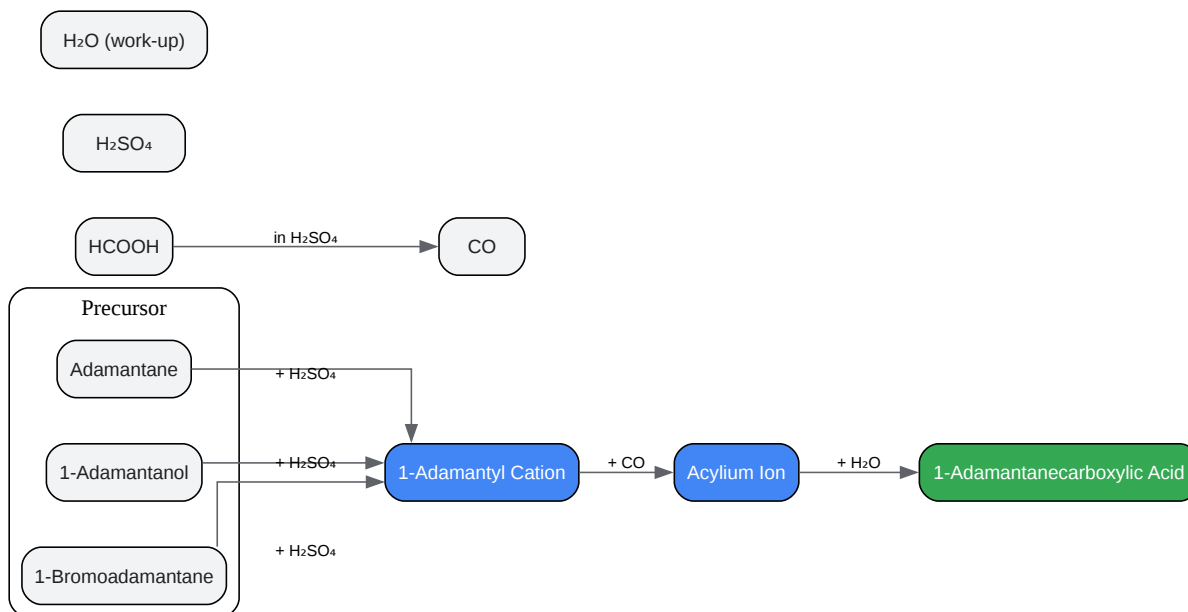 H₂O (work-up)
H₂SO₄
HCOOH
in H₂SO₄
CO
Precursor
Adamantane
+ H₂SO₄
1-Adamantanol
+ H₂SO₄
1-Adamantyl Cation
+ CO
Acylium Ion
+ H₂O
1-Adamantanecarboxylic Acid
+ H₂SO₄
1-Bromoadamantane